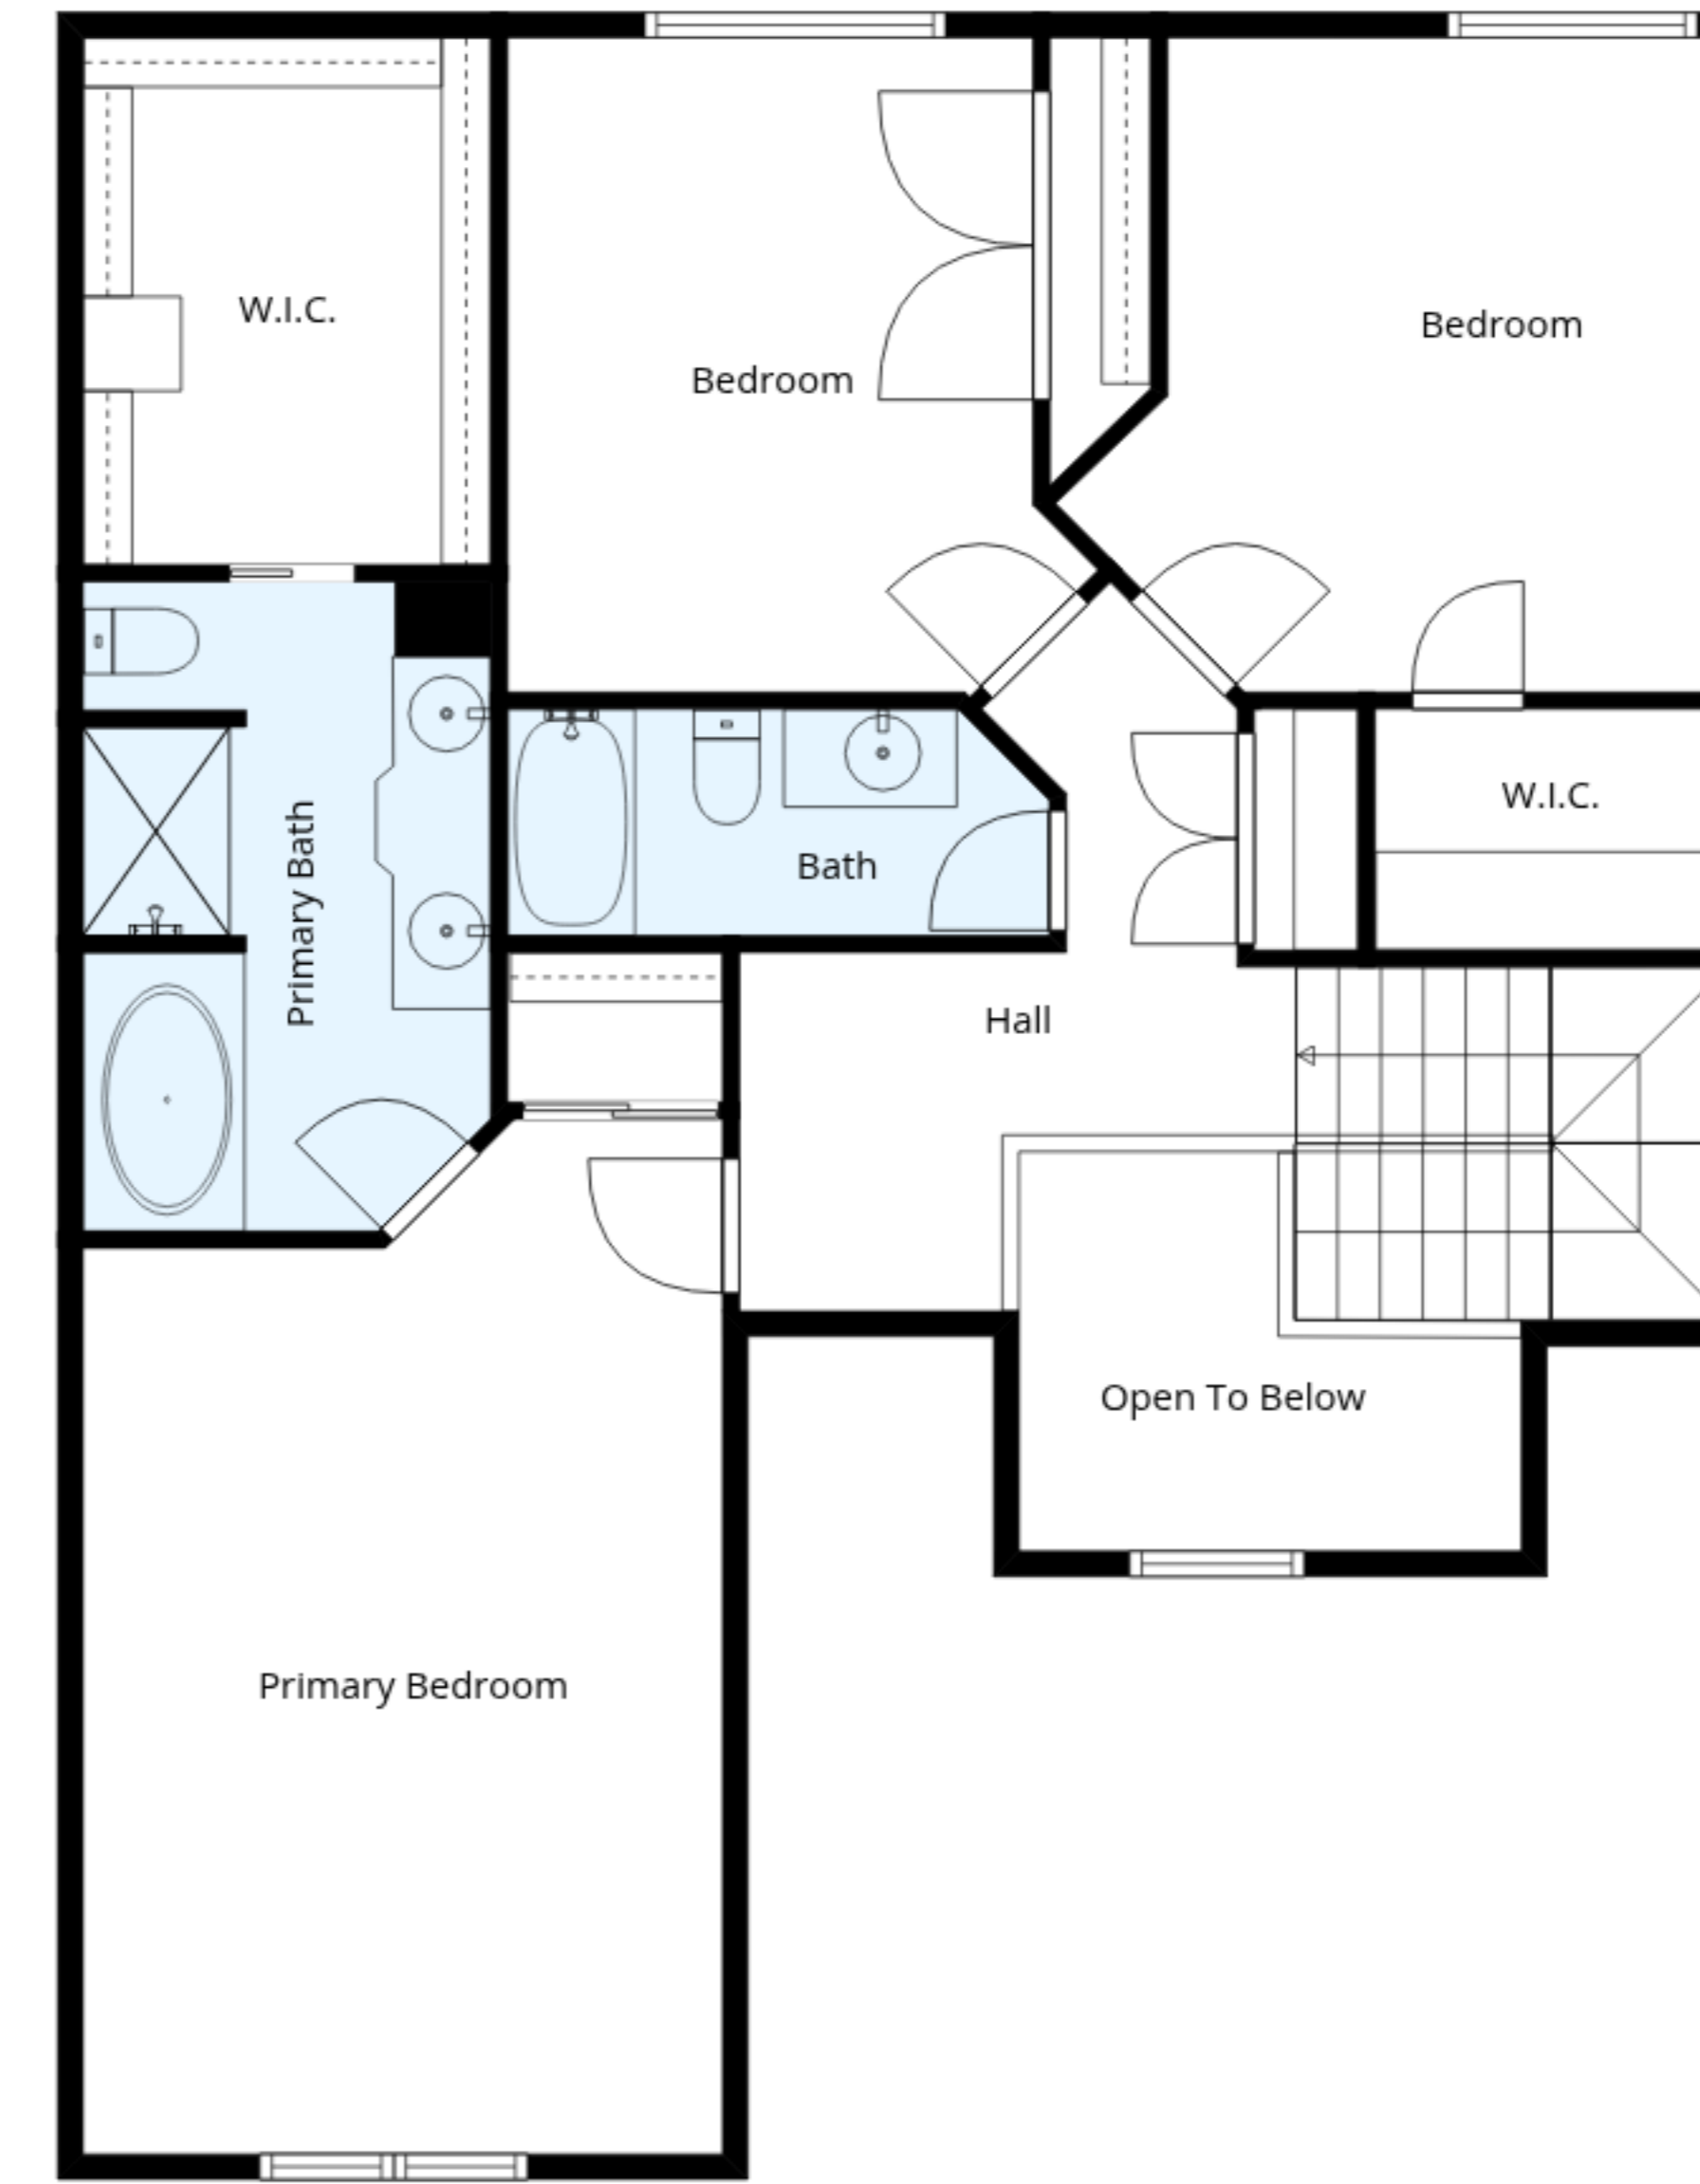 W.I.C.
Bedroom
Bedroom
W.I.C.
Primary Bath
Bath
Hall
Open To Below
Primary Bedroom